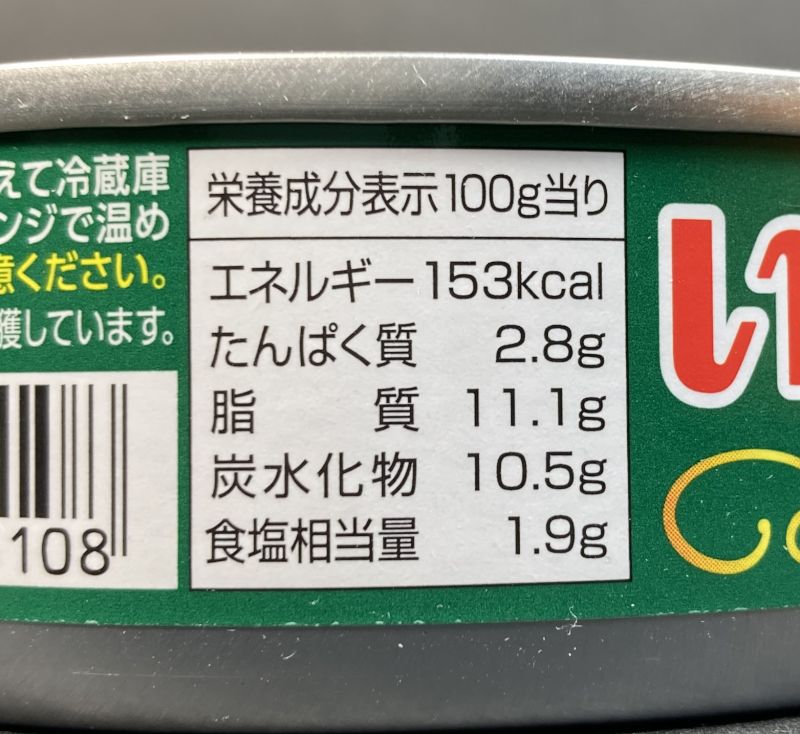 えて冷蔵庫
ンジで温め
意ください。
獲しています。
108
栄養成分表示100g当り
エネルギー153kcal
たんぱく質 2.8g
脂 質 11.1g
炭水化物 10.5g
食塩相当量 1.9g
い